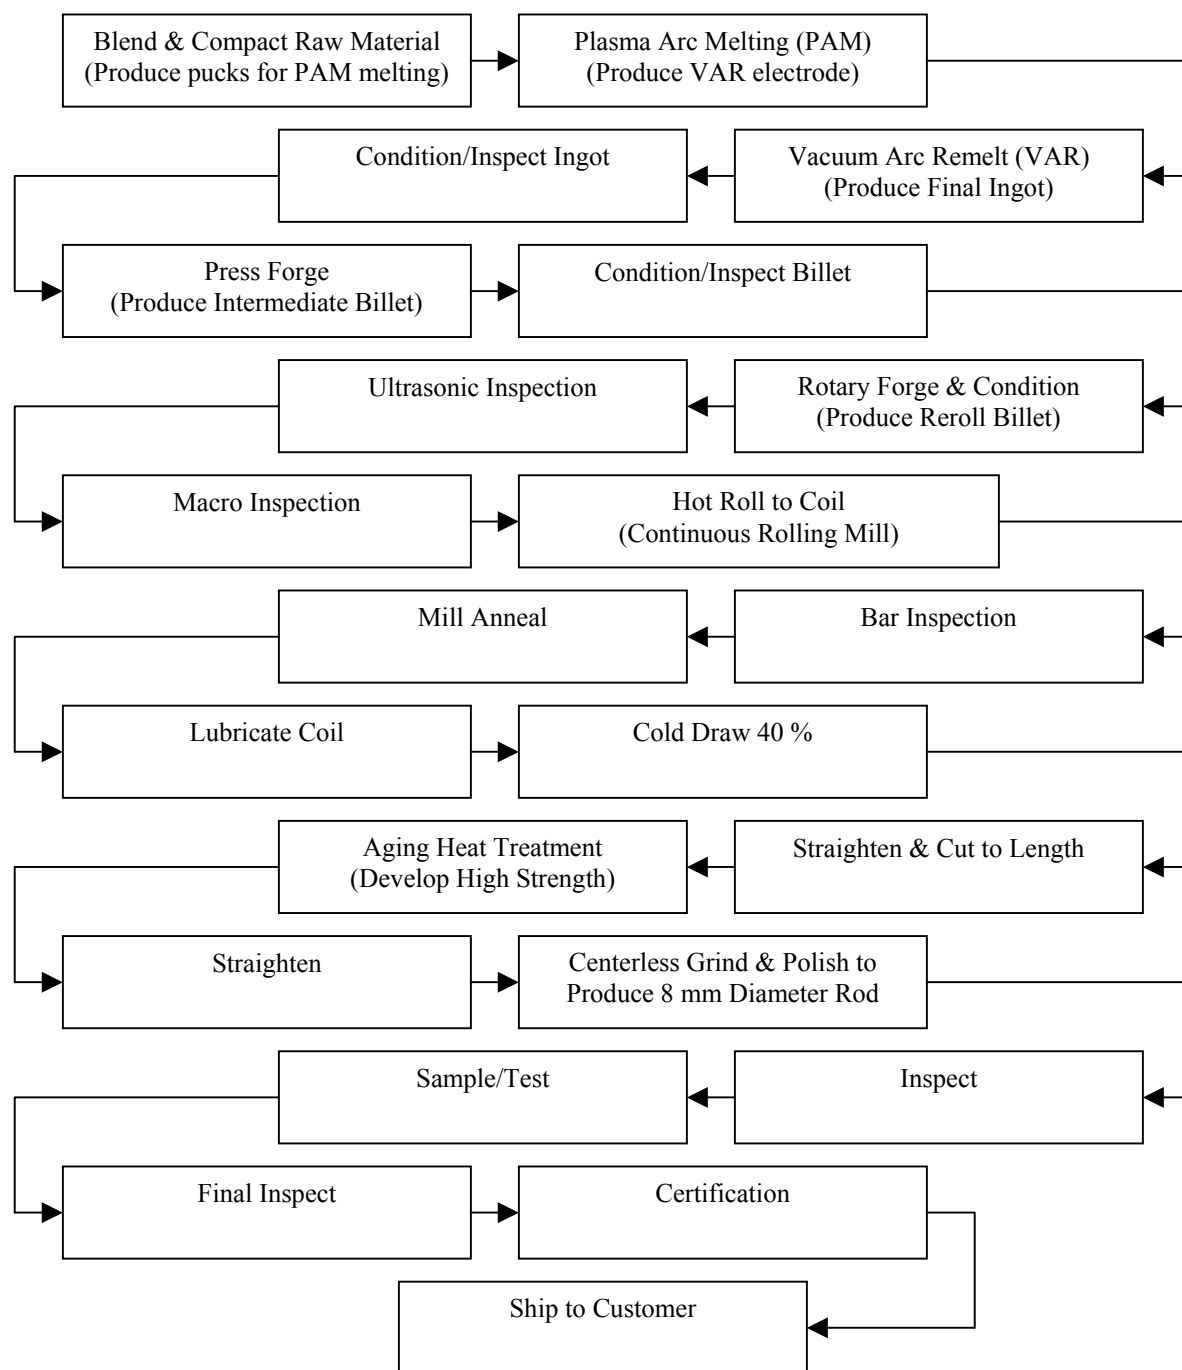 Blend & Compact Raw Material
(Produce pucks for PAM melting)
Plasma Arc Melting (PAM)
(Produce VAR electrode)
Vacuum Arc Remelt (VAR)
(Produce Final Ingot)
Condition/Inspect Ingot
Press Forge
(Produce Intermediate Billet)
Condition/Inspect Billet
Rotary Forge & Condition
(Produce Reroll Billet)
Ultrasonic Inspection
Macro Inspection
Hot Roll to Coil
(Continuous Rolling Mill)
Bar Inspection
Mill Anneal
Lubricate Coil
Cold Draw 40 %
Straighten & Cut to Length
Aging Heat Treatment
(Develop High Strength)
Straighten
Centerless Grind & Polish to
Produce 8 mm Diameter Rod
Inspect
Sample/Test
Final Inspect
Certification
Ship to Customer